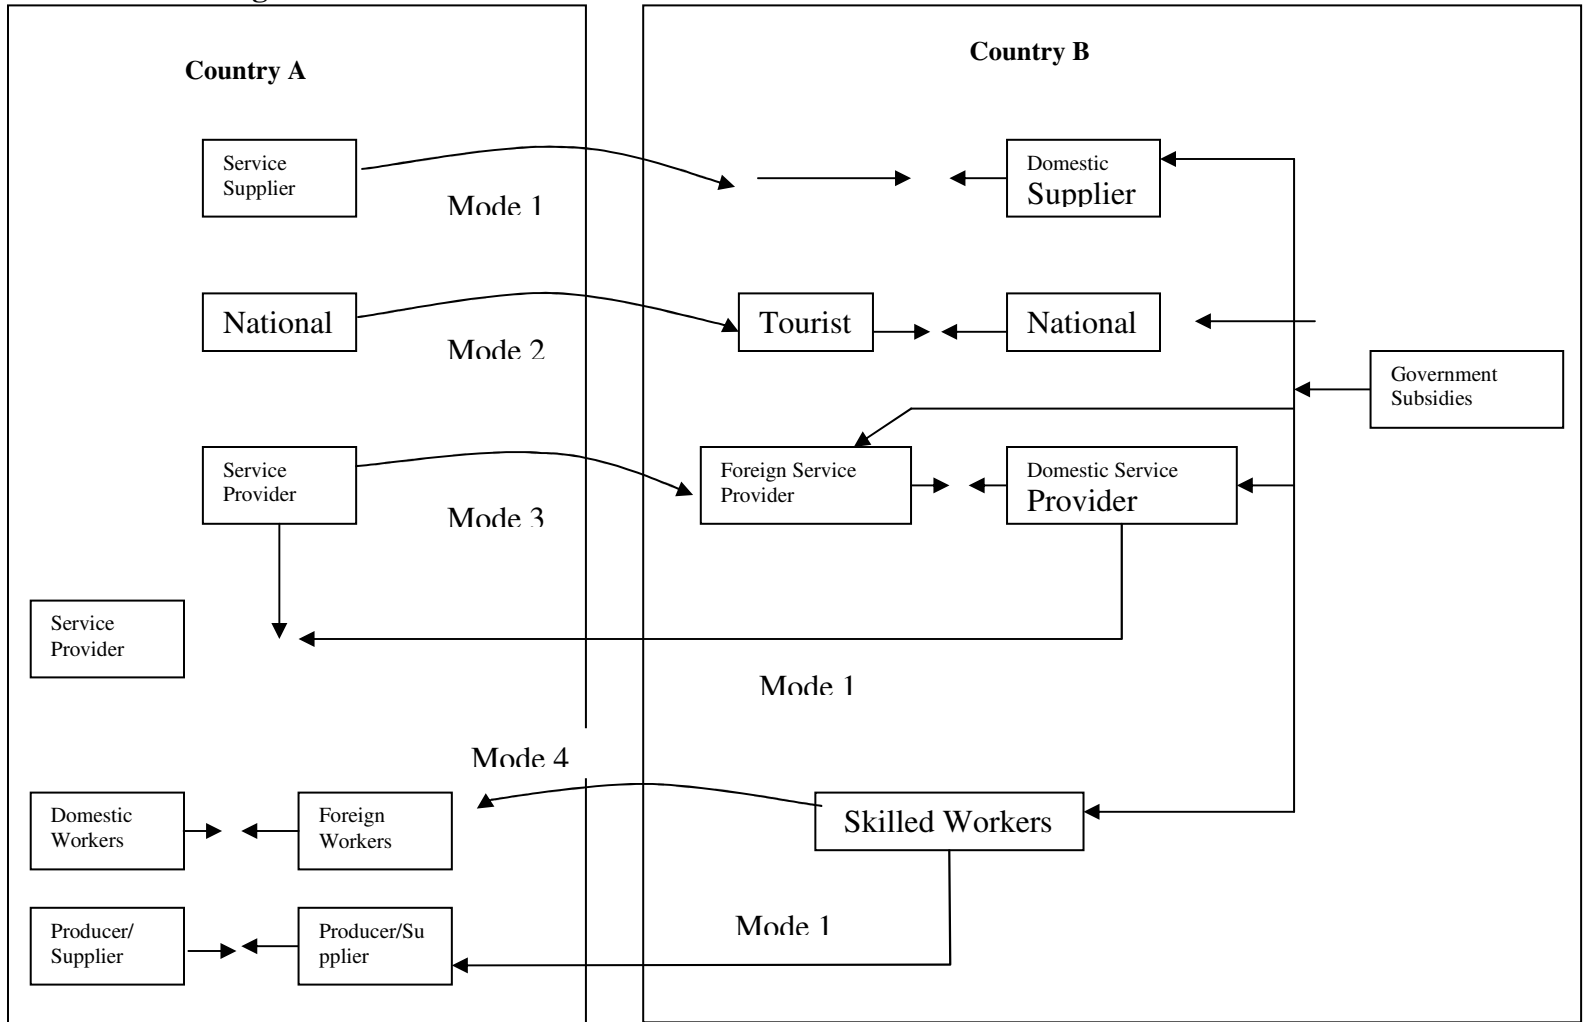 Country A
Country B
Service
Supplier
Mode 1
Domestic
Supplier
National
Mode 2
Tourist
National
Government
Subsidies
Service
Provider
Mode 3
Foreign Service
Provider
Domestic Service
Provider
Service
Provider
Mode 1
Mode 4
Domestic
Workers
Foreign
Workers
Skilled Workers
Producer/
Supplier
Producer/Su
pplier
Mode 1